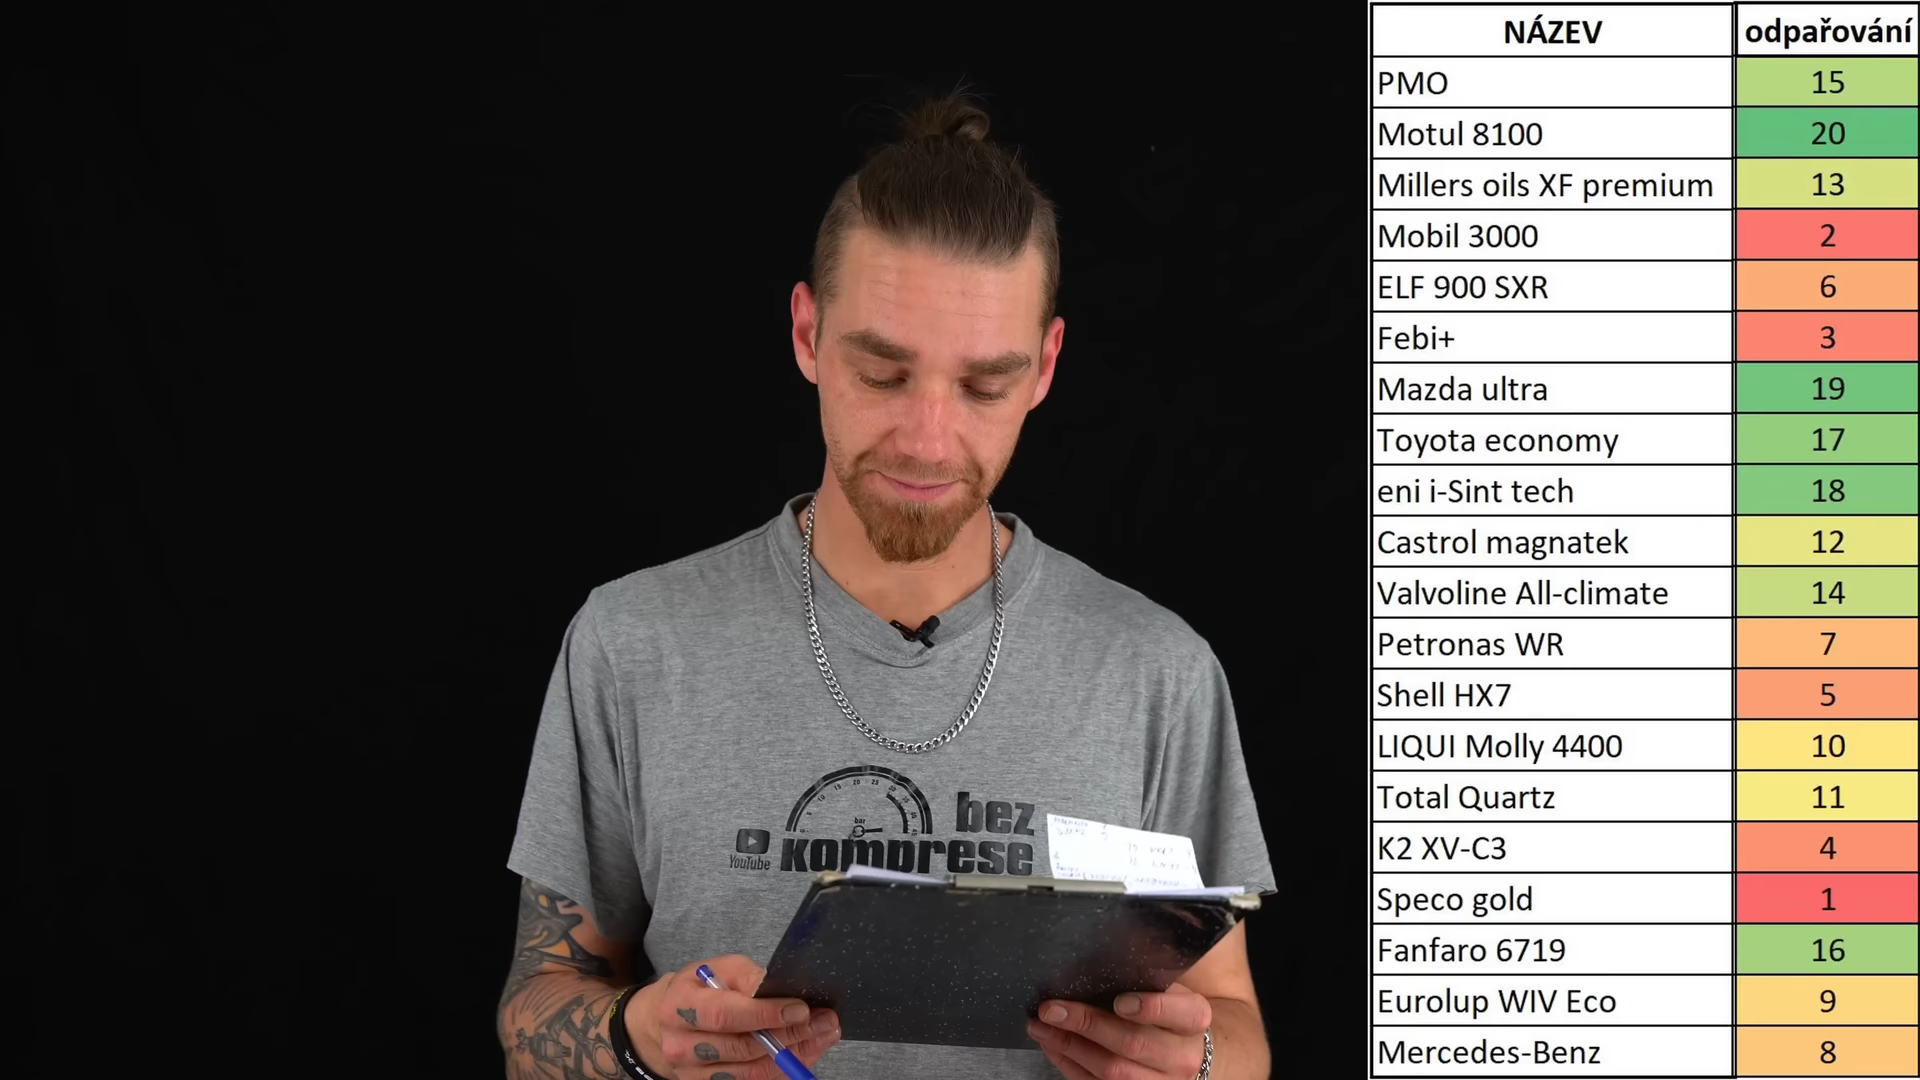 NÁZEV odpařování
PMO 15
Motul 8100 20
Millers oils XF premium 13
Mobil 3000 2
ELF 900 SXR 6
Febi+ 3
Mazda ultra 19
Toyota economy 17
eni i-Sint tech 18
Castrol magnatek 12
Valvoline All-climate 14
Petronas WR 7
Shell HX7 5
LIQUI Molly 4400 10
Total Quartz 11
K2 XV-C3 4
Speco gold 1
Fanfaro 6719 16
Eurolup WIV Eco 9
Mercedes-Benz 8
bar
bez
YouTube komprese